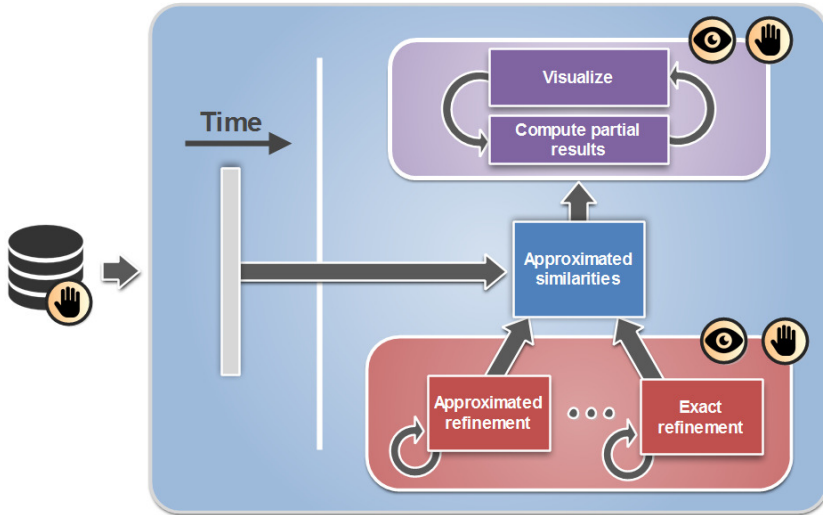 Visualize
Compute partial
results
Time
Approximated
similarities
Approximated
refinement
Exact
refinement